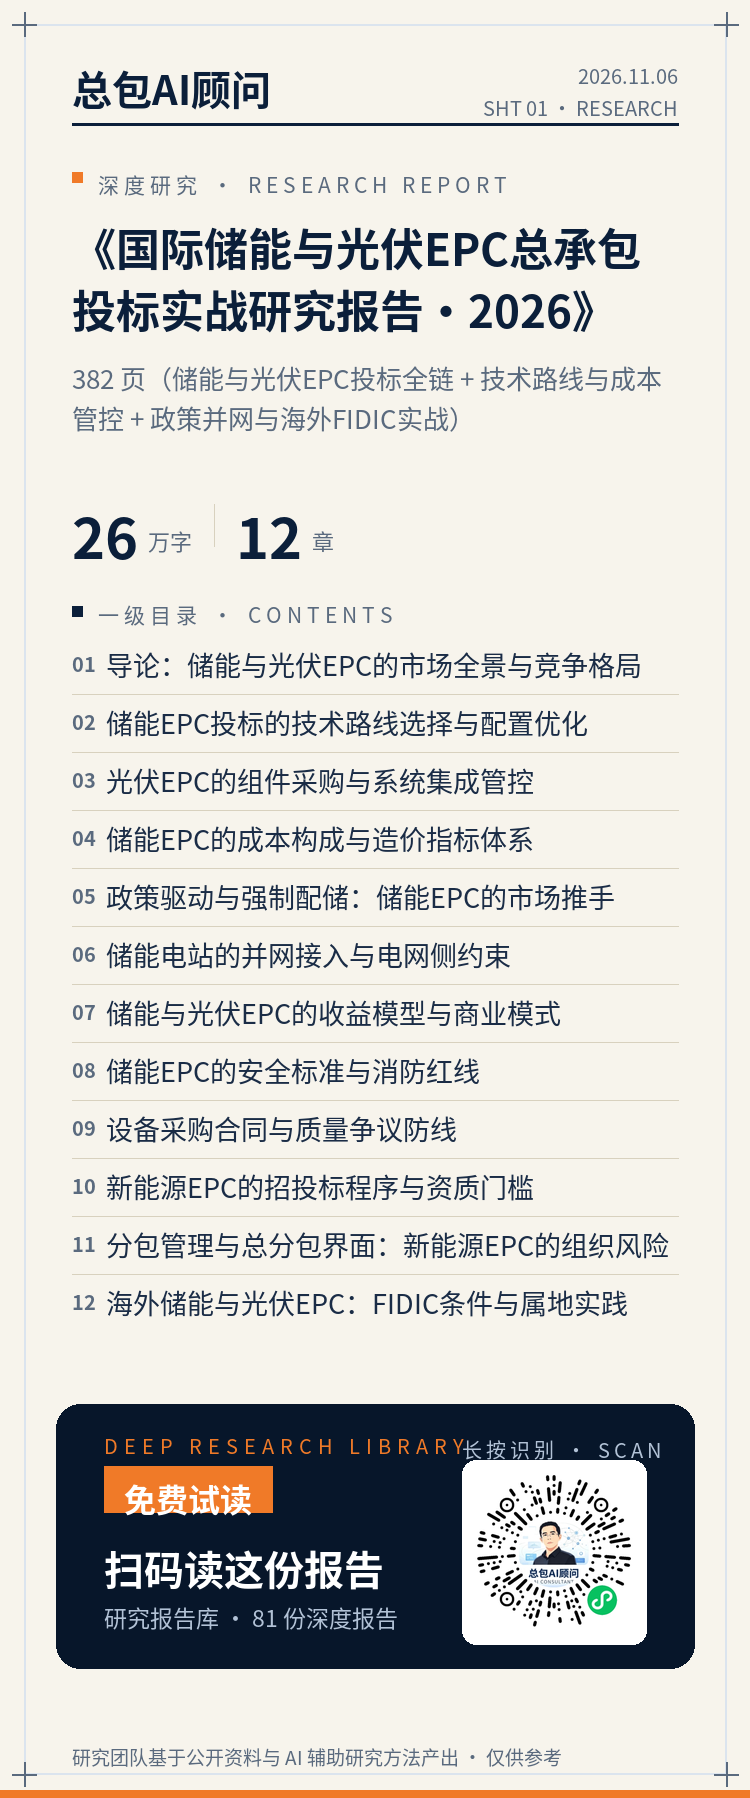 总包AI顾问
2026.11.06
SHT 01 · RESEARCH
深度研究 · RESEARCH REPORT
《国际储能与光伏EPC总承包
投标实战研究报告·2026》
382 页（储能与光伏EPC投标全链 + 技术路线与成本
管控 + 政策并网与海外FIDIC实战）
26 万字 12 章
一级目录 · CONTENTS
01 导论：储能与光伏EPC的市场全景与竞争格局
02 储能EPC投标的技术路线选择与配置优化
03 光伏EPC的组件采购与系统集成管控
04 储能EPC的成本构成与造价指标体系
05 政策驱动与强制配储：储能EPC的市场推手
06 储能电站的并网接入与电网侧约束
07 储能与光伏EPC的收益模型与商业模式
08 储能EPC的安全标准与消防红线
09 设备采购合同与质量争议防线
10 新能源EPC的招投标程序与资质门槛
11 分包管理与总分包界面：新能源EPC的组织风险
12 海外储能与光伏EPC：FIDIC条件与属地实践
DEEP RESEARCH LIBRARY
长按识别 · SCAN
免费试读
扫码读这份报告
研究报告库 · 81 份深度报告
总包AI顾问
AI CONSULTANT
研究团队基于公开资料与 AI 辅助研究方法产出 · 仅供参考